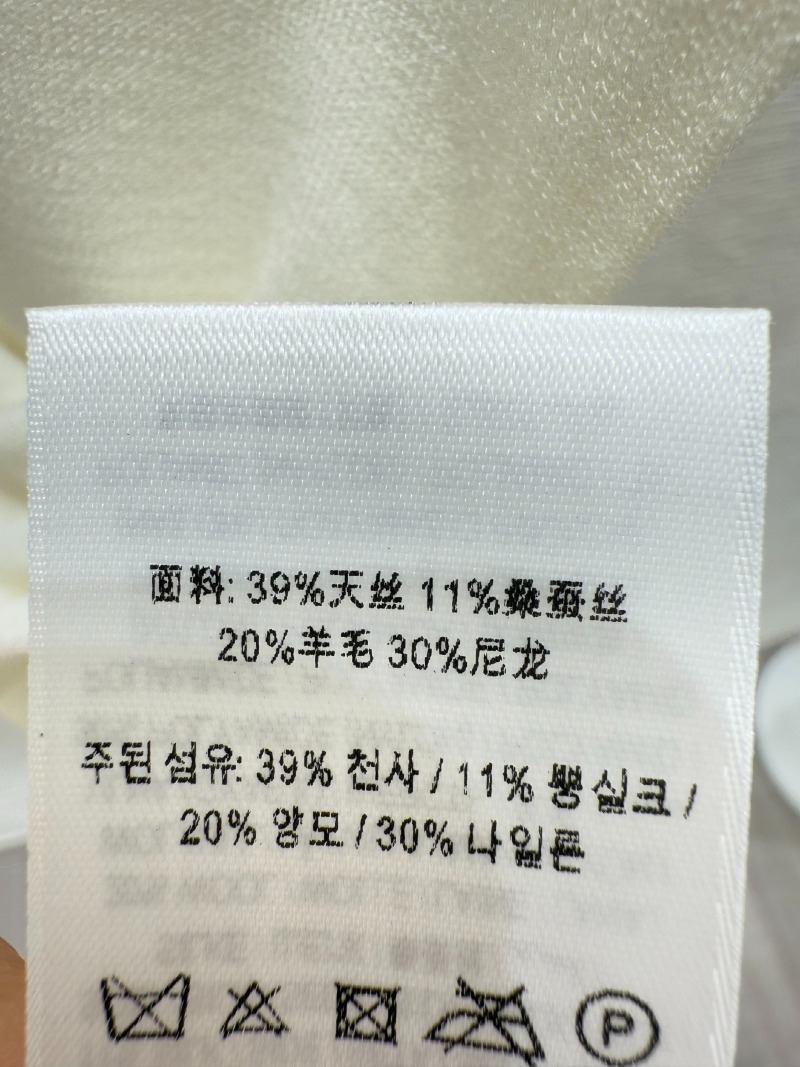 面料: 39%天丝 11%桑蚕丝
20%羊毛 30%尼龙
주된 섬유: 39% 천사 / 11% 뽕실크 /
20% 양모 / 30% 나일론
P